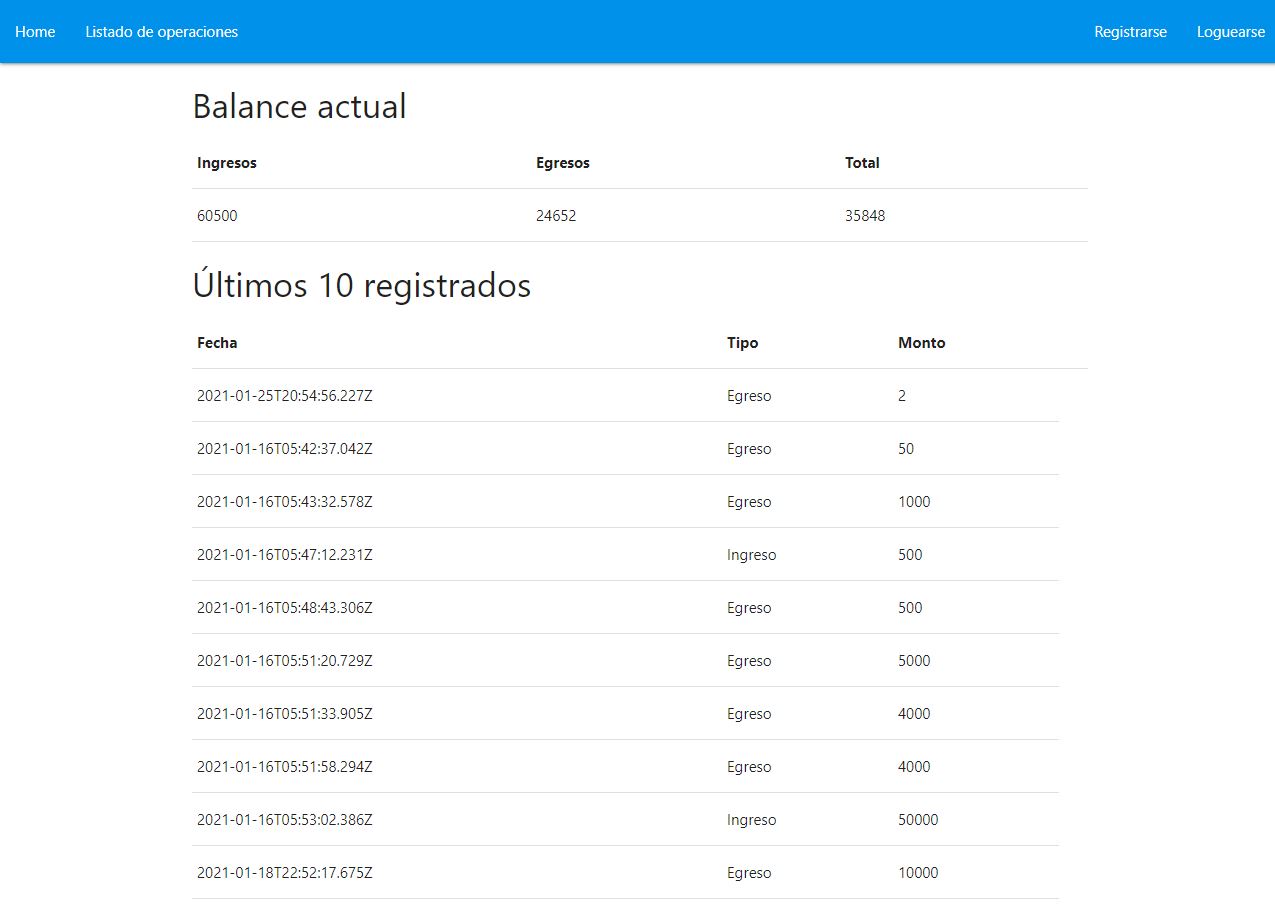 Home Listado de operaciones Registrarse Loguearse
Balance actual
Ingresos Egresos Total
60500 24652 35848
Últimos 10 registrados
Fecha Tipo Monto
2021-01-25T20:54:56.227Z Egreso 2
2021-01-16T05:42:37.042Z Egreso 50
2021-01-16T05:43:32.578Z Egreso 1000
2021-01-16T05:47:12.231Z Ingreso 500
2021-01-16T05:48:43.306Z Egreso 500
2021-01-16T05:51:20.729Z Egreso 5000
2021-01-16T05:51:33.905Z Egreso 4000
2021-01-16T05:51:58.294Z Egreso 4000
2021-01-16T05:53:02.386Z Ingreso 50000
2021-01-18T22:52:17.675Z Egreso 10000